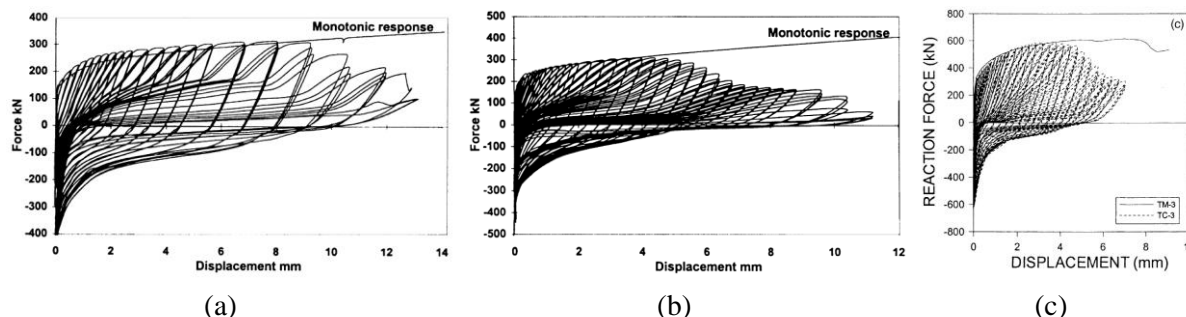 400
300
200
100
0
-100
-200
-300
-400
Force kN
Monotonic response
0 2 4 6 8 10 12 14
Displacement mm
(a)
500
400
300
200
100
0
-100
-200
-300
-400
-500
Force kN
Monotonic response
0 2 4 6 8 10 12
Displacement mm
(b)
(c)
800
600
400
200
0
-200
-400
-600
-800
REACTION FORCE (kN)
TM-3
TC-3
0 2 4 6 8 1
DISPLACEMENT (mm)
(c)